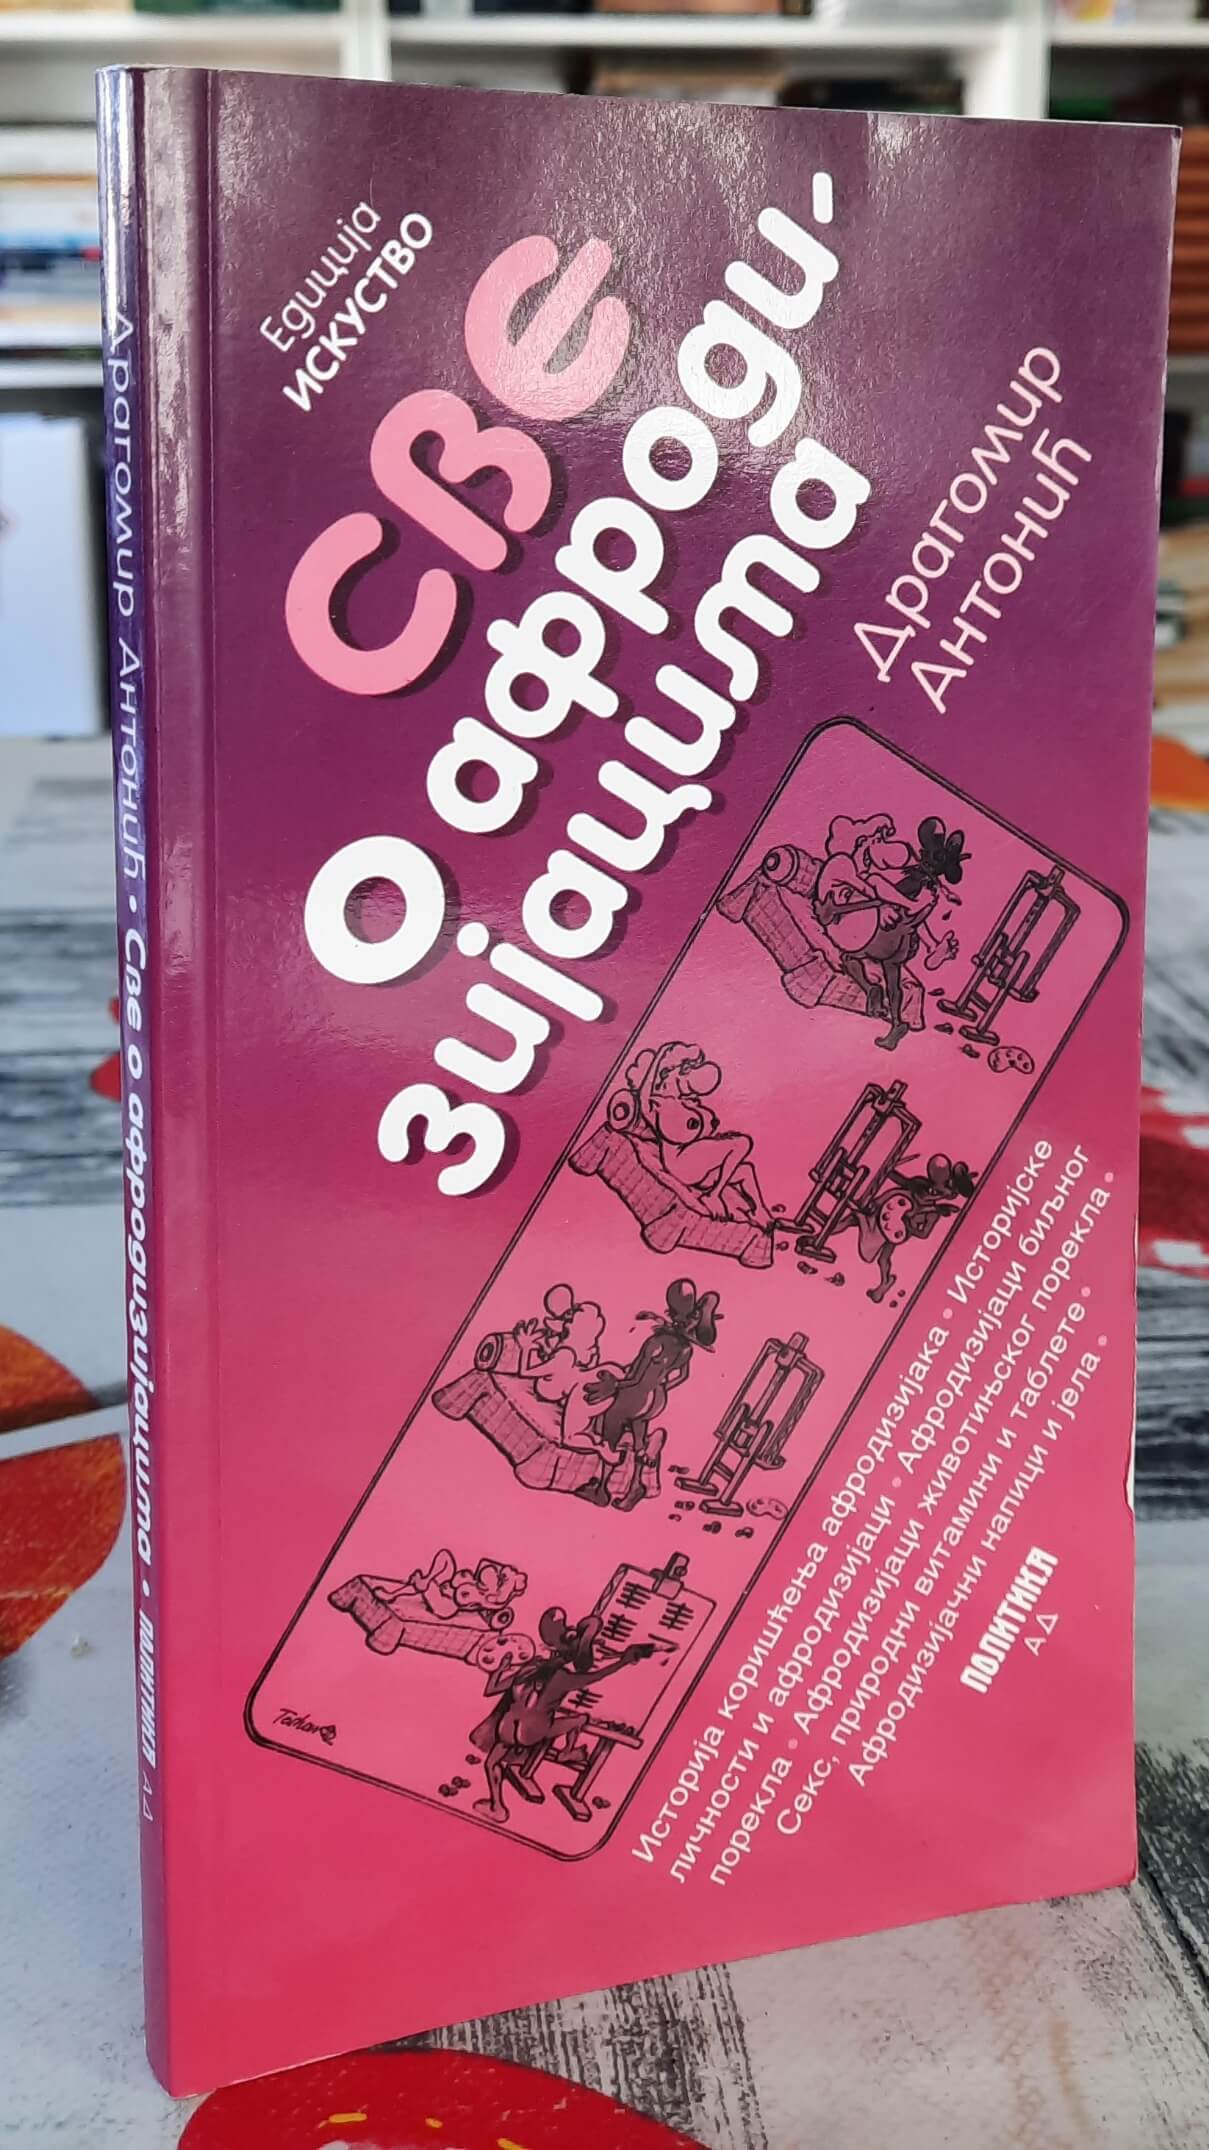 Едиција
ИСКУСТВО
Све
о афроди-
зијацима
Драгомир
Антонић
Историја коришћења афродизијака • Историјске
личности и афродизијаци • Афродизијаци биљног
порекла • Афродизијаци животињског порекла •
Секс, природни витамини и таблете •
Афродизијачни напици и јела •
ПОЛИТИКА
АД
Драгомир Антонић • Све о афродизијацима • ПОЛИТИКА АД